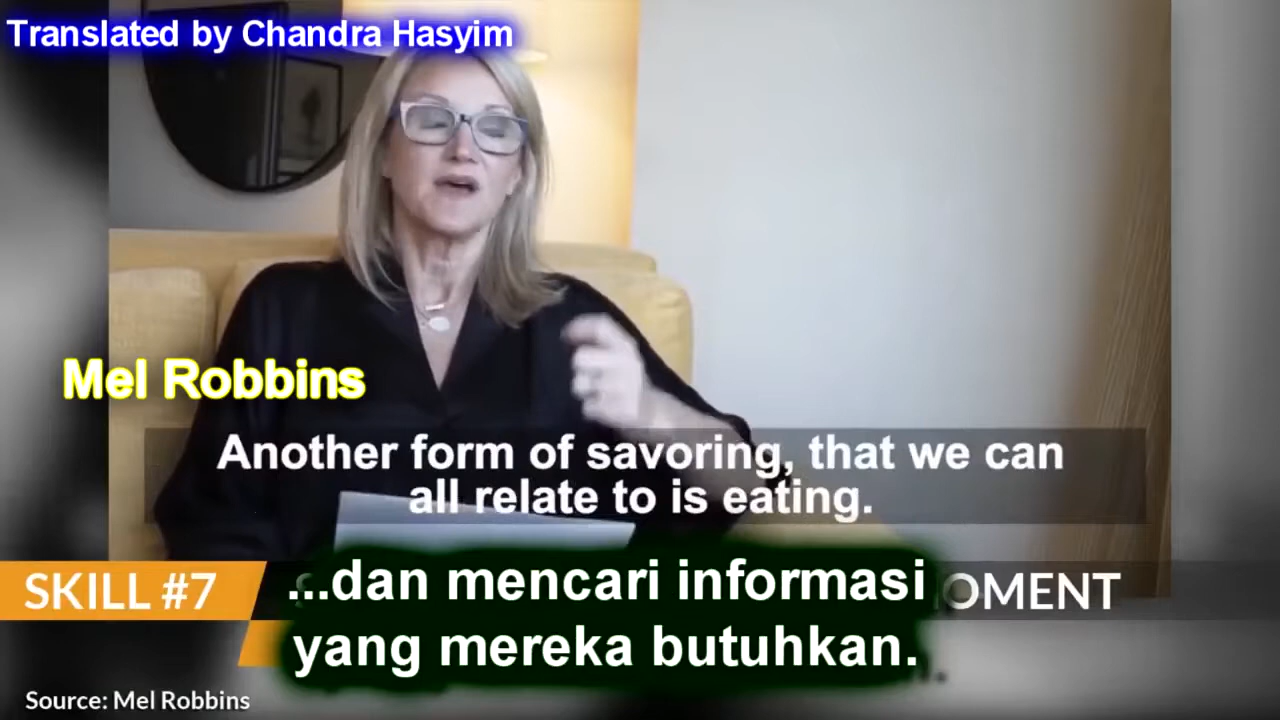 Translated by Chandra Hasyim
Mel Robbins
Another form of savoring, that we can
all relate to is eating.
SKILL #7
OMENT
...dan mencari informasi
yang mereka butuhkan.
Source: Mel Robbins